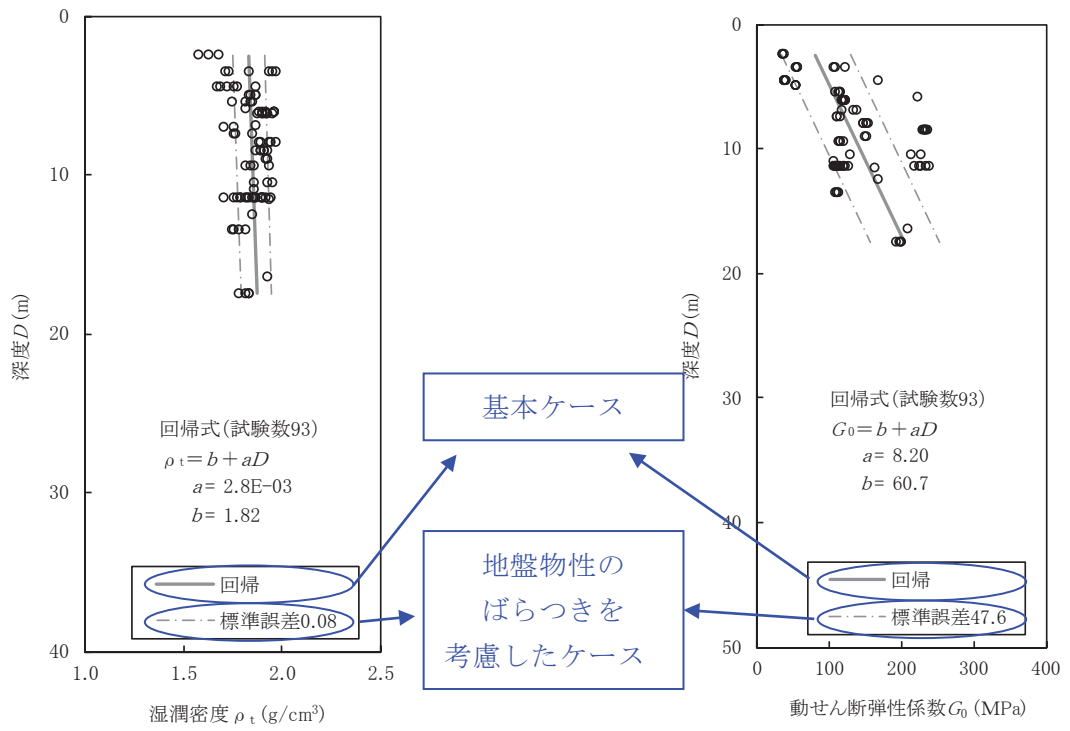 0
10
20
30
40
深度D (m)
1.0
1.5
2.0
2.5
湿潤密度 ρt (g/cm³)
回帰式(試験数93)
ρt=b+aD
a= 2.8E-03
b= 1.82
回帰
標準誤差0.08
基本ケース
地盤物性の
ばらつきを
考慮したケース
0
10
20
30
40
50
深度D (m)
0
100
200
300
400
動せん断弾性係数G₀ (MPa)
回帰式(試験数93)
G₀=b+aD
a= 8.20
b= 60.7
回帰
標準誤差47.6